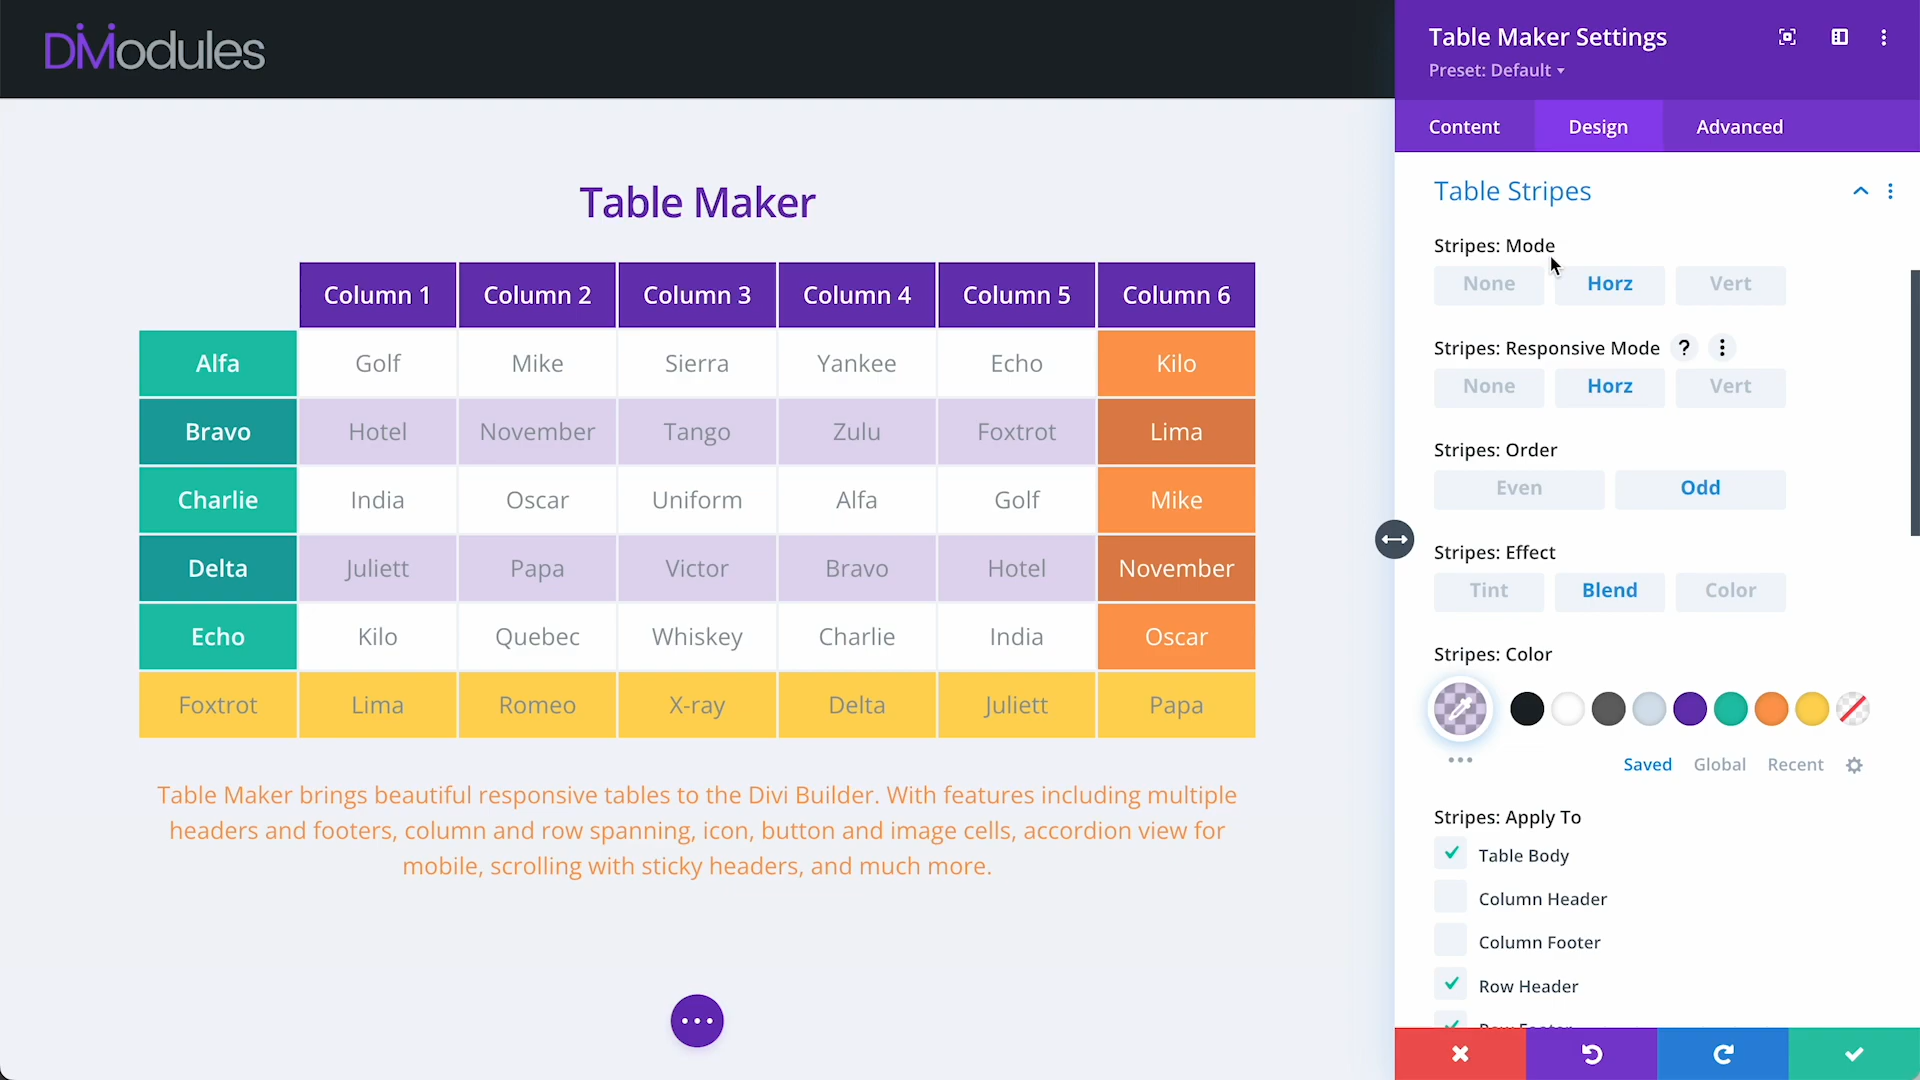 DiModules
Table Maker
Column 1 Column 2 Column 3 Column 4 Column 5 Column 6
Alfa Golf Mike Sierra Yankee Echo Kilo
Bravo Hotel November Tango Zulu Foxtrot Lima
Charlie India Oscar Uniform Alfa Golf Mike
Delta Juliett Papa Victor Bravo Hotel November
Echo Kilo Quebec Whiskey Charlie India Oscar
Foxtrot Lima Romeo X-ray Delta Juliett Papa
Table Maker brings beautiful responsive tables to the Divi Builder. With features including multiple
headers and footers, column and row spanning, icon, button and image cells, accordion view for
mobile, scrolling with sticky headers, and much more.
Table Maker Settings
Preset: Default
Content Design Advanced
Table Stripes
Stripes: Mode
None Horz Vert
Stripes: Responsive Mode ?
None Horz Vert
Stripes: Order
Even Odd
Stripes: Effect
Tint Blend Color
Stripes: Color
Saved Global Recent
Stripes: Apply To
Table Body
Column Header
Column Footer
Row Header
Row Footer